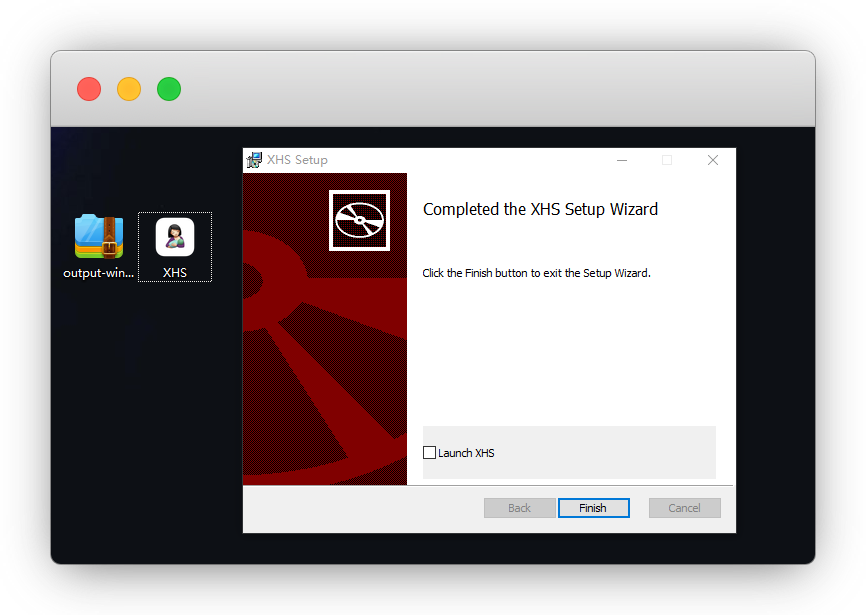 XHS Setup
Completed the XHS Setup Wizard
Click the Finish button to exit the Setup Wizard.
output-win...
XHS
Launch XHS
Back
Finish
Cancel